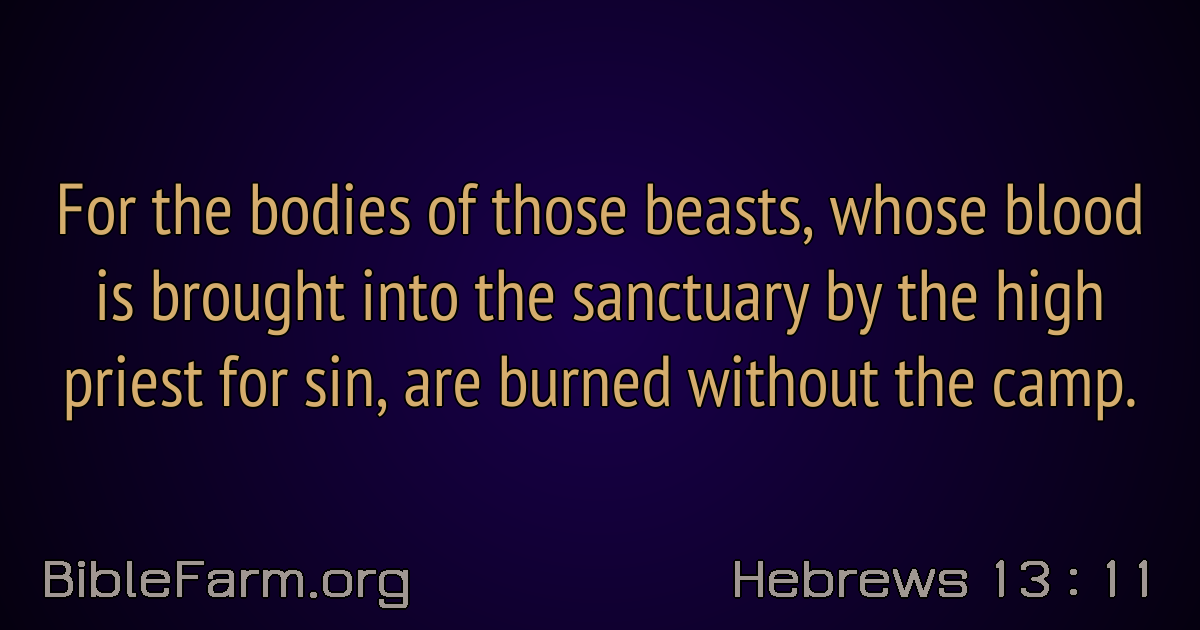 For the bodies of those beasts, whose blood
is brought into the sanctuary by the high
priest for sin, are burned without the camp.
BibleFarm.org
Hebrews 13 : 11